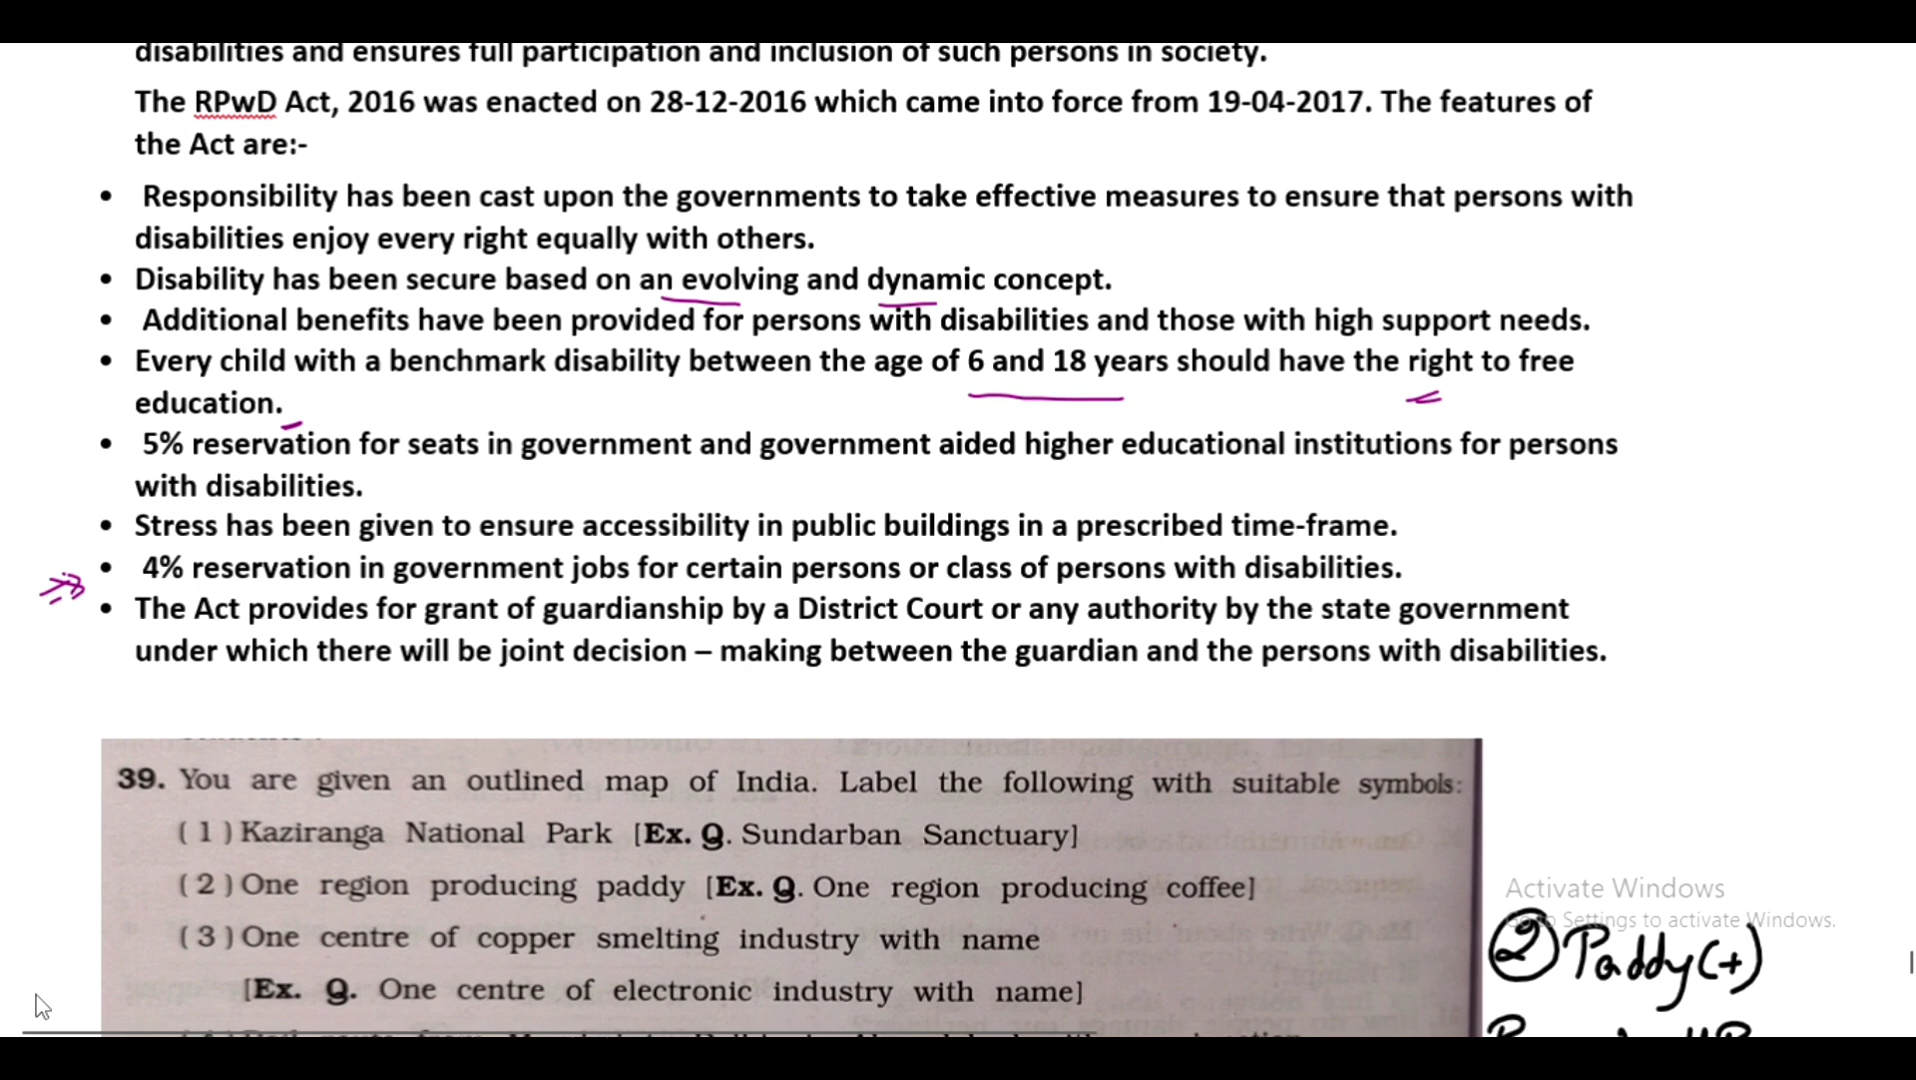 disabilities and ensures full participation and inclusion of such persons in society.
The RPwD Act, 2016 was enacted on 28-12-2016 which came into force from 19-04-2017. The features of
the Act are:-
• Responsibility has been cast upon the governments to take effective measures to ensure that persons with
disabilities enjoy every right equally with others.
• Disability has been secure based on an evolving and dynamic concept.
• Additional benefits have been provided for persons with disabilities and those with high support needs.
• Every child with a benchmark disability between the age of 6 and 18 years should have the right to free
education.
• 5% reservation for seats in government and government aided higher educational institutions for persons
with disabilities.
• Stress has been given to ensure accessibility in public buildings in a prescribed time-frame.
• 4% reservation in government jobs for certain persons or class of persons with disabilities.
• The Act provides for grant of guardianship by a District Court or any authority by the state government
under which there will be joint decision – making between the guardian and the persons with disabilities.
39. You are given an outlined map of India. Label the following with suitable symbols:
(1) Kaziranga National Park [Ex. Q. Sundarban Sanctuary]
(2) One region producing paddy [Ex. Q. One region producing coffee]
(3) One centre of copper smelting industry with name
[Ex. Q. One centre of electronic industry with name]
Activate Windows
Go to Settings to activate Windows.
② Paddy (+)